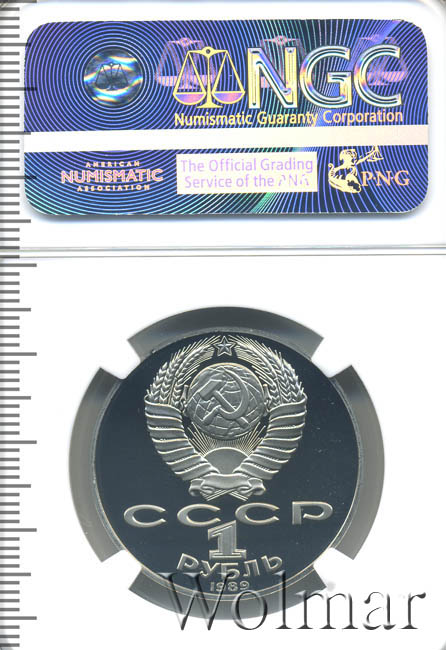 NGC
Numismatic Guaranty Corporation
AMERICAN
NUMISMATIC
ASSOCIATION
The Official Grading
Service of the PNG
PNG
СССР
1
РУБЛЬ
1989
Wolmar